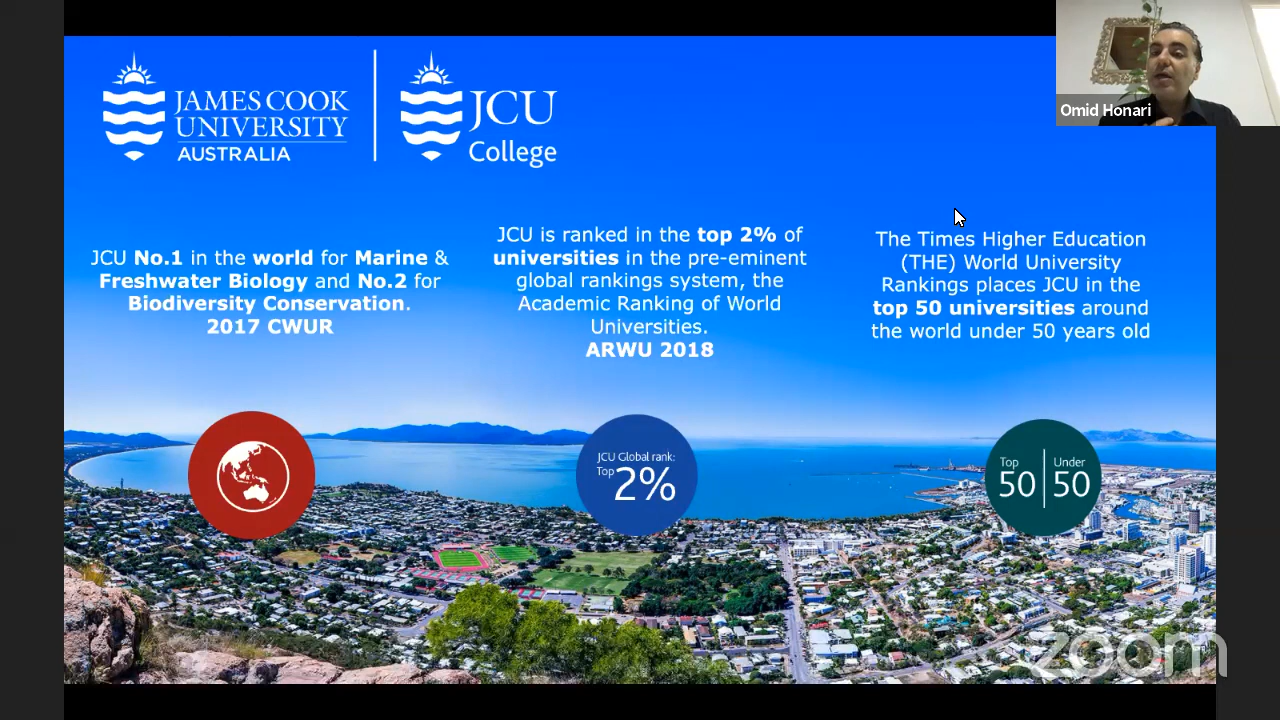 JAMES COOK
UNIVERSITY
AUSTRALIA
JCU
College
Omid Honari
JCU No.1 in the world for Marine &
Freshwater Biology and No.2 for
Biodiversity Conservation.
2017 CWUR
JCU is ranked in the top 2% of
universities in the pre-eminent
global rankings system, the
Academic Ranking of World
Universities.
ARWU 2018
The Times Higher Education
(THE) World University
Rankings places JCU in the
top 50 universities around
the world under 50 years old
JCU Global rank:
Top 2%
Top 50
Under 50
zoom